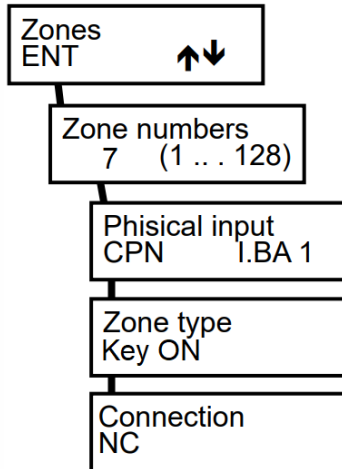 Zones
ENT ↑↓
Zone numbers
7 (1 .. . 128)
Phisical input
CPN I.BA 1
Zone type
Key ON
Connection
NC